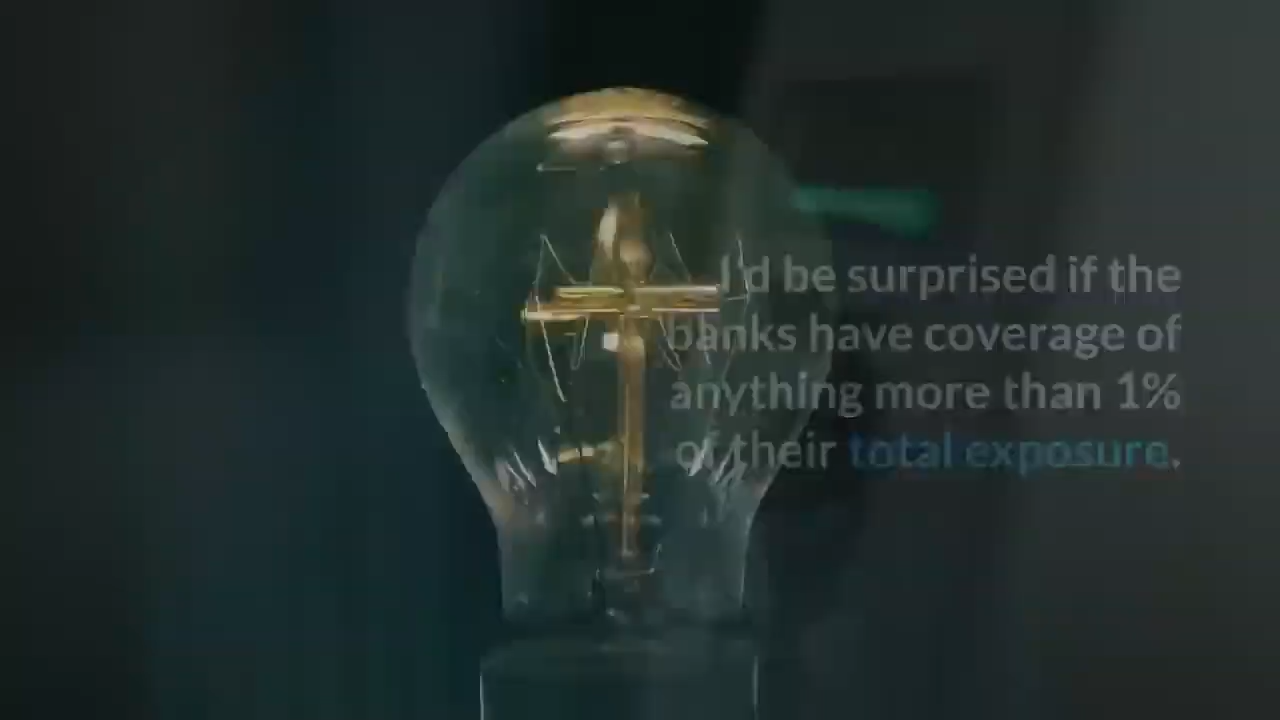 I'd be surprised if the
banks have coverage of
anything more than 1%
of their total exposure.